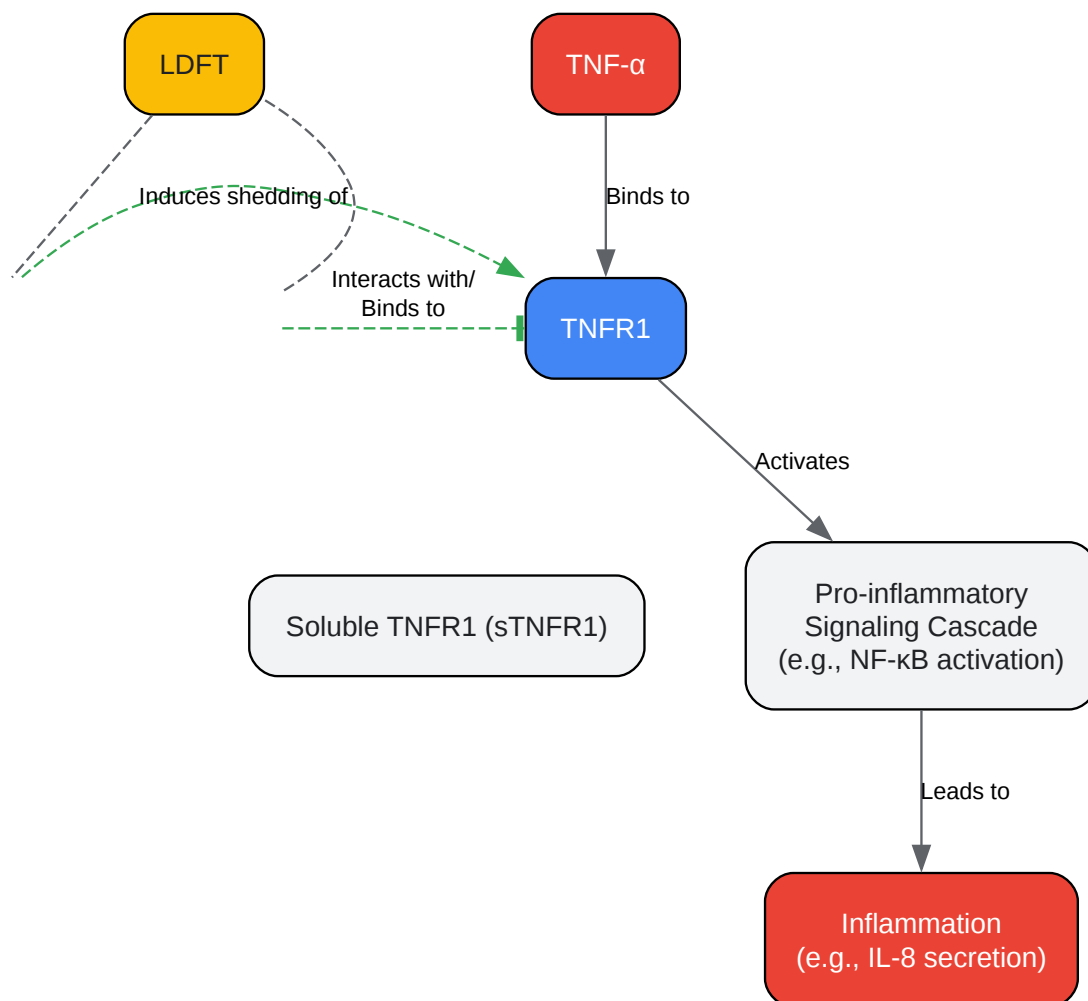 LDFT
TNF-α
Induces shedding of
Binds to
Interacts with/
Binds to
TNFR1
Activates
Pro-inflammatory
Signaling Cascade
(e.g., NF-κB activation)
Soluble TNFR1 (sTNFR1)
Leads to
Inflammation
(e.g., IL-8 secretion)